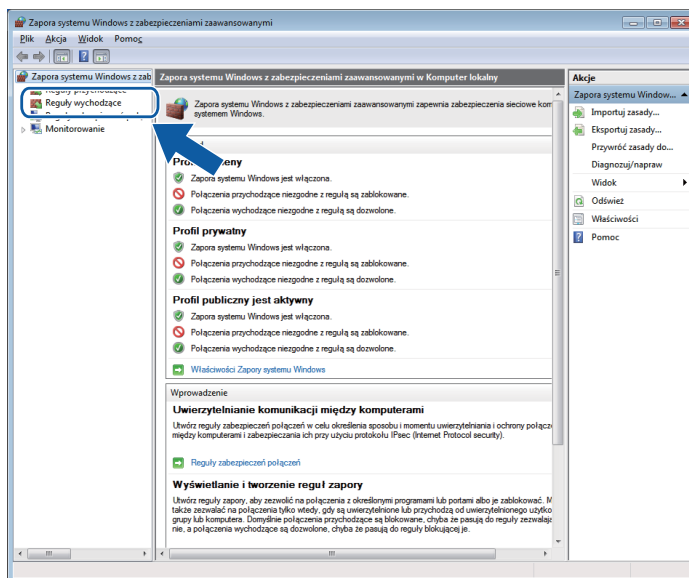 Zapora systemu Windows z zabezpieczeniami zaawansowanymi
Plik Akcja Widok Pomoc
Zapora systemu Windows z zab
Reguły przychodzące
Reguły wychodzące
Monitorowanie
Zapora systemu Windows z zabezpieczeniami zaawansowanymi w Komputer lokalny
Zapora systemu Windows z zabezpieczeniami zaawansowanymi zapewnia zabezpieczenia sieciowe kom
systemem Windows.
Zapora systemu Windows jest włączona.
Połączenia przychodzące niezgodne z regułą są zablokowane.
Połączenia wychodzące niezgodne z regułą są dozwolone.
Profil prywatny
Zapora systemu Windows jest włączona.
Połączenia przychodzące niezgodne z regułą są zablokowane.
Połączenia wychodzące niezgodne z regułą są dozwolone.
Profil publiczny jest aktywny
Zapora systemu Windows jest włączona.
Połączenia przychodzące niezgodne z regułą są zablokowane.
Połączenia wychodzące niezgodne z regułą są dozwolone.
Właściwości Zapory systemu Windows
Wprowadzenie
Uwierzytelnianie komunikacji między komputerami
Utwórz reguły zabezpieczeń połączeń w celu określenia sposobu i momentu uwierzytelniania i ochrony połącze
między komputerami i zabezpieczania ich przy użyciu protokołu IPsec (Internet Protocol security).
Reguły zabezpieczeń połączeń
Wyświetlanie i tworzenie reguł zapory
Utwórz reguły zapory, aby zezwolić na połączenia z określonymi programami lub portami albo je zablokować. M
także zezwalać na połączenia tylko wtedy, gdy są uwierzytelnione lub przychodzą od uwierzytelnionego użytko
grupy lub komputera. Domyślnie połączenia przychodzące są blokowane, chyba że pasują do reguły zezwalają
nie, a połączenia wychodzące są dozwolone, chyba że pasują do reguły blokującej je.
Akcje
Zapora systemu Window...
Importuj zasady...
Eksportuj zasady...
Przywróć zasady do...
Diagnozuj/napraw
Widok
Odśwież
Właściwości
Pomoc